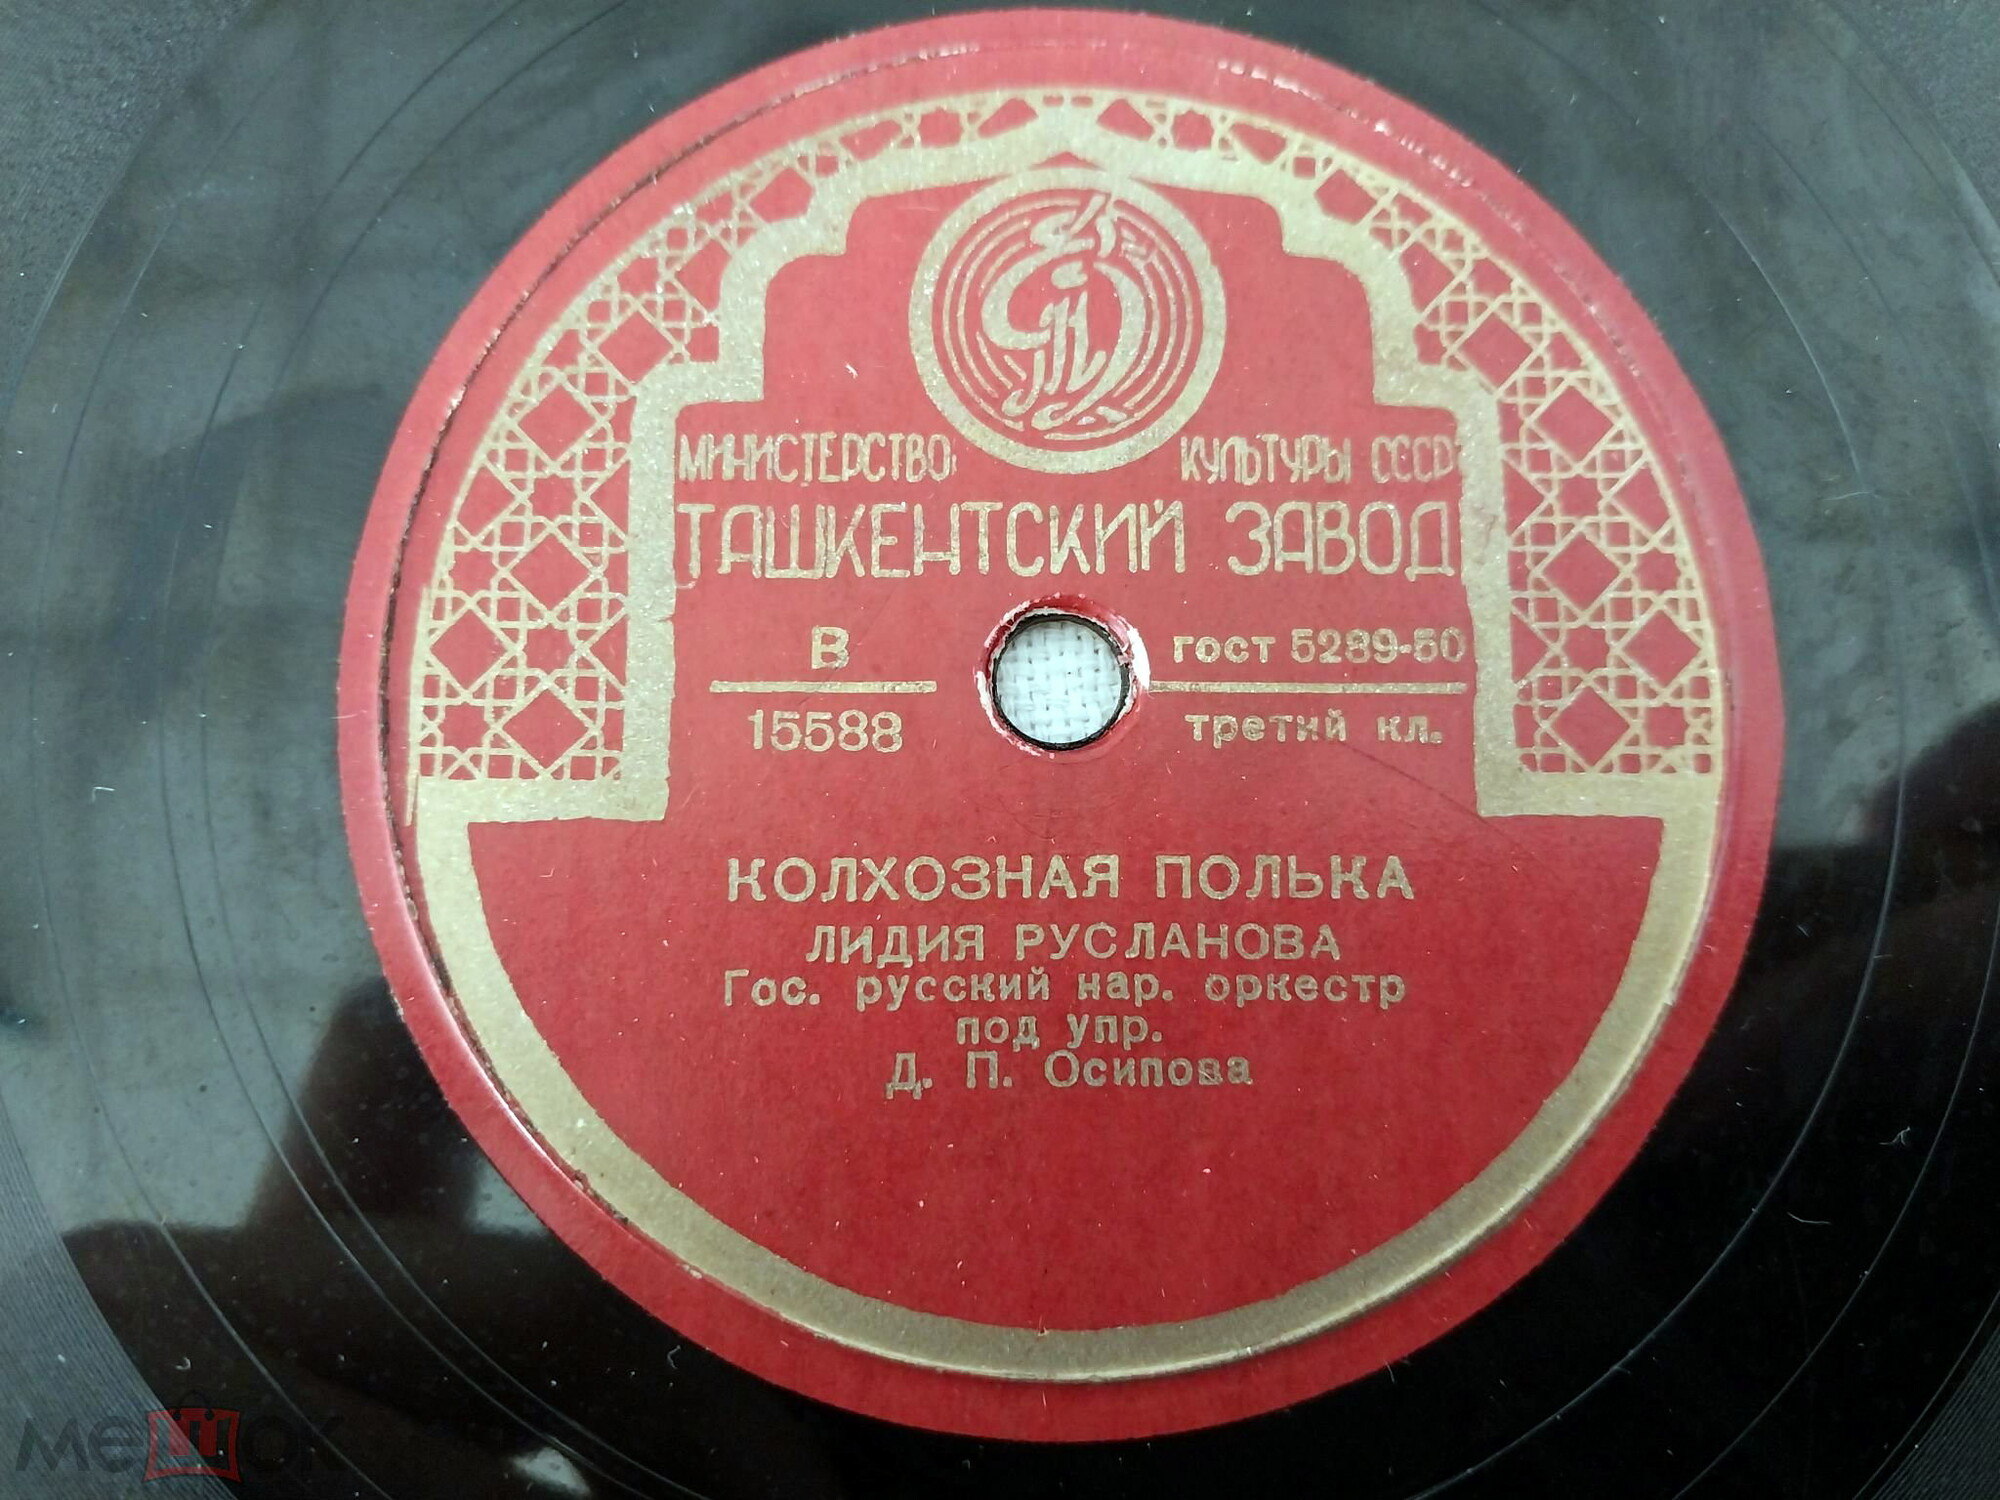 МИНИСТЕРСТВО КУЛЬТУРЫ СССР
ТАШКЕНТСКИЙ ЗАВОД
В
15588
ГОСТ 5289-50
третий кл.
КОЛХОЗНАЯ ПОЛЬКА
ЛИДИЯ РУСЛАНОВА
Гос. русский нар. оркестр
под упр.
Д. П. Осипова
мешок